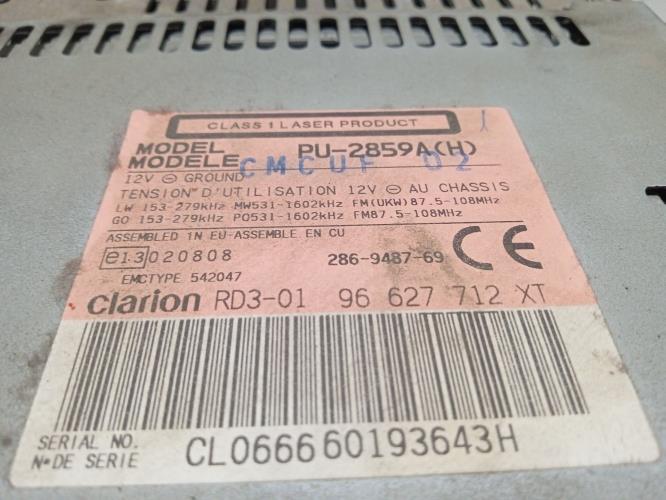 CLASS 1 LASER PRODUCT
MODEL
MODELE
PU-2859A(H)
CMCUF 02
12V ⊖ GROUND
TENSION D'UTILISATION 12V ⊖ AU CHASSIS
LW 153-279kHz MW531-1602kHz FM(UKW)87.5-108MHz
GO 153-279kHz PO531-1602kHz FM87.5-108MHz
ASSEMBLED IN EU-ASSEMBLE EN CU
e13 020808
286-9487-69
CE
EMCTYPE 542047
clarion RD3-01 96 627 712 XT
SERIAL NO.
N° DE SERIE
CL066660193643H